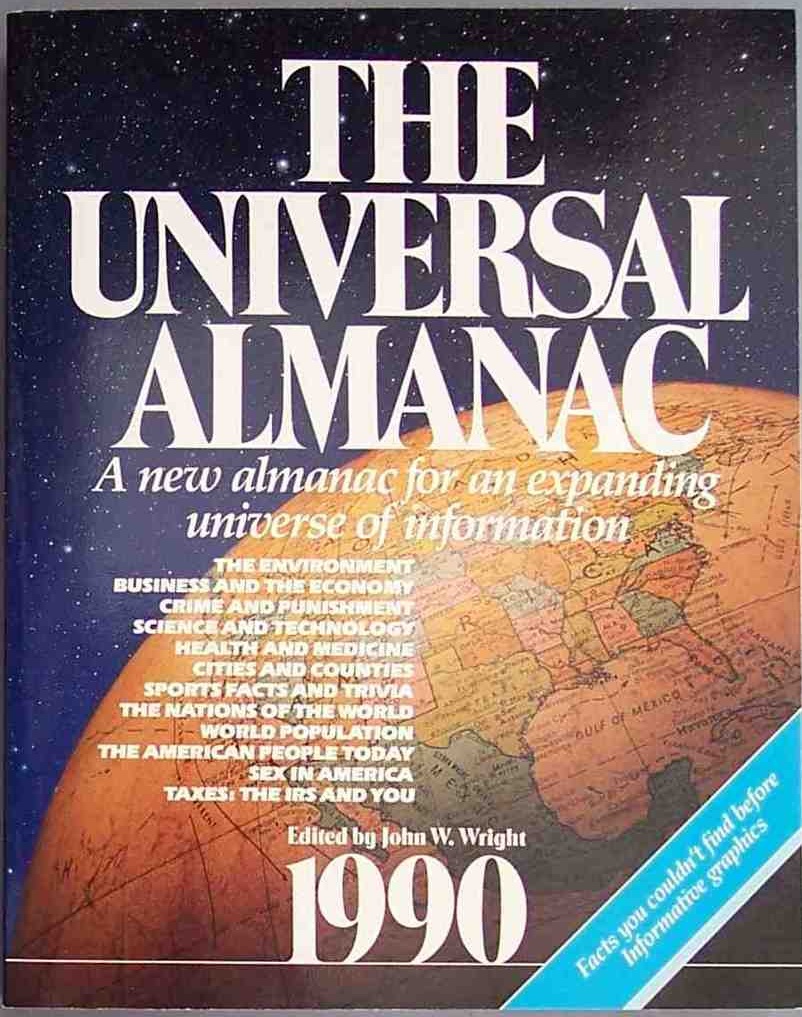 THE
UNIVERSAL
ALMANAC
A new almanac for an expanding
universe of information
THE ENVIRONMENT
BUSINESS AND THE ECONOMY
CRIME AND PUNISHMENT
SCIENCE AND TECHNOLOGY
HEALTH AND MEDICINE
CITIES AND COUNTIES
SPORTS FACTS AND TRIVIA
THE NATIONS OF THE WORLD
WORLD POPULATION
THE AMERICAN PEOPLE TODAY
SEX IN AMERICA
TAXES: THE IRS AND YOU
GULF OF MEXICO
Edited by John W. Wright
1990
Facts you couldn't find before
Informative graphics